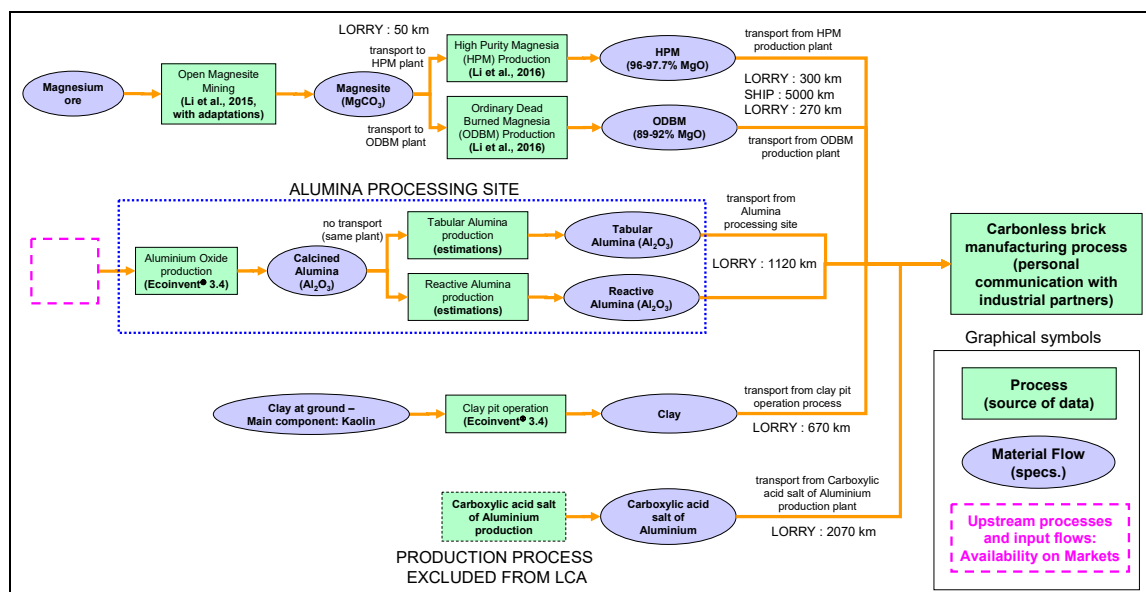 LORRY : 50 km
transport to
HPM plant
High Purity Magnesia
(HPM) Production
(Li et al., 2016)
HPM
(96-97.7% MgO)
transport from HPM
production plant
Magnesium
ore
Open Magnesite
Mining
(Li et al., 2015,
with adaptations)
Magnesite
(MgCO₃)
LORRY : 300 km
SHIP : 5000 km
LORRY : 270 km
transport to
ODBM plant
Ordinary Dead
Burned Magnesia
(ODBM) Production
(Li et al., 2016)
ODBM
(89-92% MgO)
transport from ODBM
production plant
ALUMINA PROCESSING SITE
no transport
(same plant)
Tabular Alumina
production
(estimations)
Tabular
Alumina (Al₂O₃)
transport from
Alumina
processing site
Aluminium Oxide
production
(Ecoinvent® 3.4)
Calcined
Alumina
(Al₂O₃)
LORRY : 1120 km
Reactive Alumina
production
(estimations)
Reactive
Alumina (Al₂O₃)
Carbonless brick
manufacturing process
(personal
communication with
industrial partners)
Clay at ground –
Main component: Kaolin
Clay pit operation
(Ecoinvent® 3.4)
Clay
transport from clay pit
operation process
LORRY : 670 km
Carboxylic acid salt
of Aluminium
production
Carboxylic acid
salt of
Aluminium
transport from Carboxylic
acid salt of Aluminium
production plant
LORRY : 2070 km
PRODUCTION PROCESS
EXCLUDED FROM LCA
Graphical symbols
Process
(source of data)
Material Flow
(specs.)
Upstream processes
and input flows:
Availability on Markets